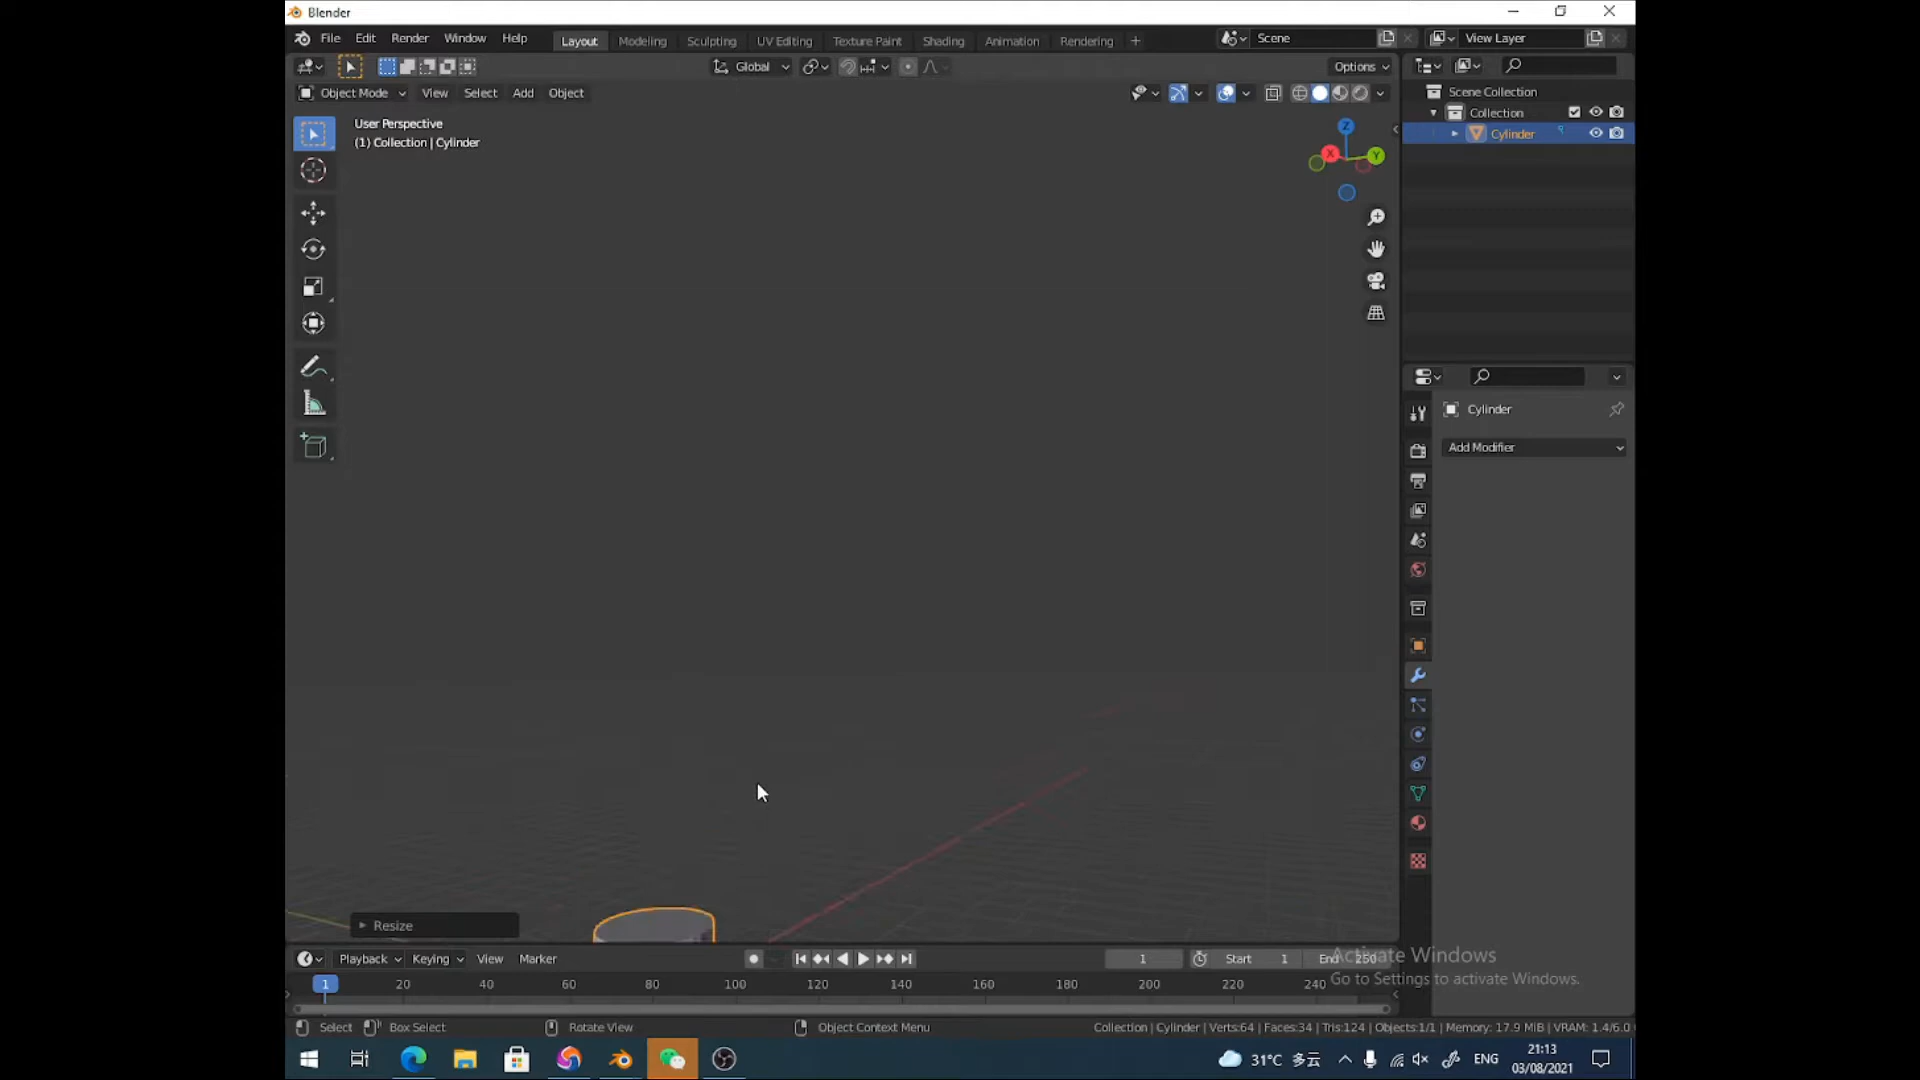 Blender
File Edit Render Window Help Layout Modeling Sculpting UV Editing Texture Paint Shading Animation Rendering + Scene View Layer
Global Options
Object Mode View Select Add Object
User Perspective
(1) Collection | Cylinder
X Y Z
Scene Collection
Collection
Cylinder
Cylinder
Add Modifier
Resize
Playback Keying View Marker 1 Start 1 End 250
1 20 40 60 80 100 120 140 160 180 200 220 240
Activate Windows
Go to Settings to activate Windows.
Select Box Select Rotate View Object Context Menu Collection | Cylinder | Verts:64 | Faces:34 | Tris:124 | Objects:1/1 | Memory: 17.9 MiB | VRAM: 1.4/6.0
31°C 多云 ENG 21:13
03/08/2021